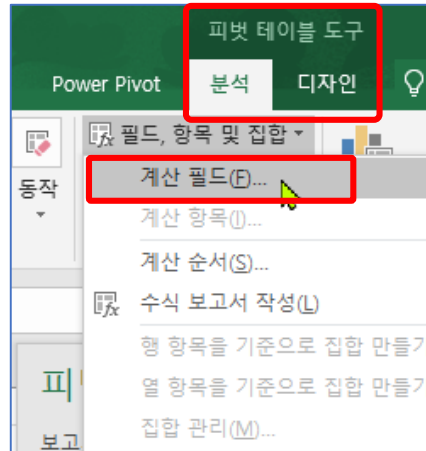 피벗 테이블 도구
Power Pivot 분석 디자인
필드, 항목 및 집합
동작
계산 필드(F)...
계산 항목(I)...
계산 순서(S)...
수식 보고서 작성(L)
행 항목을 기준으로 집합 만들기
열 항목을 기준으로 집합 만들기
집합 관리(M)...
피
보고